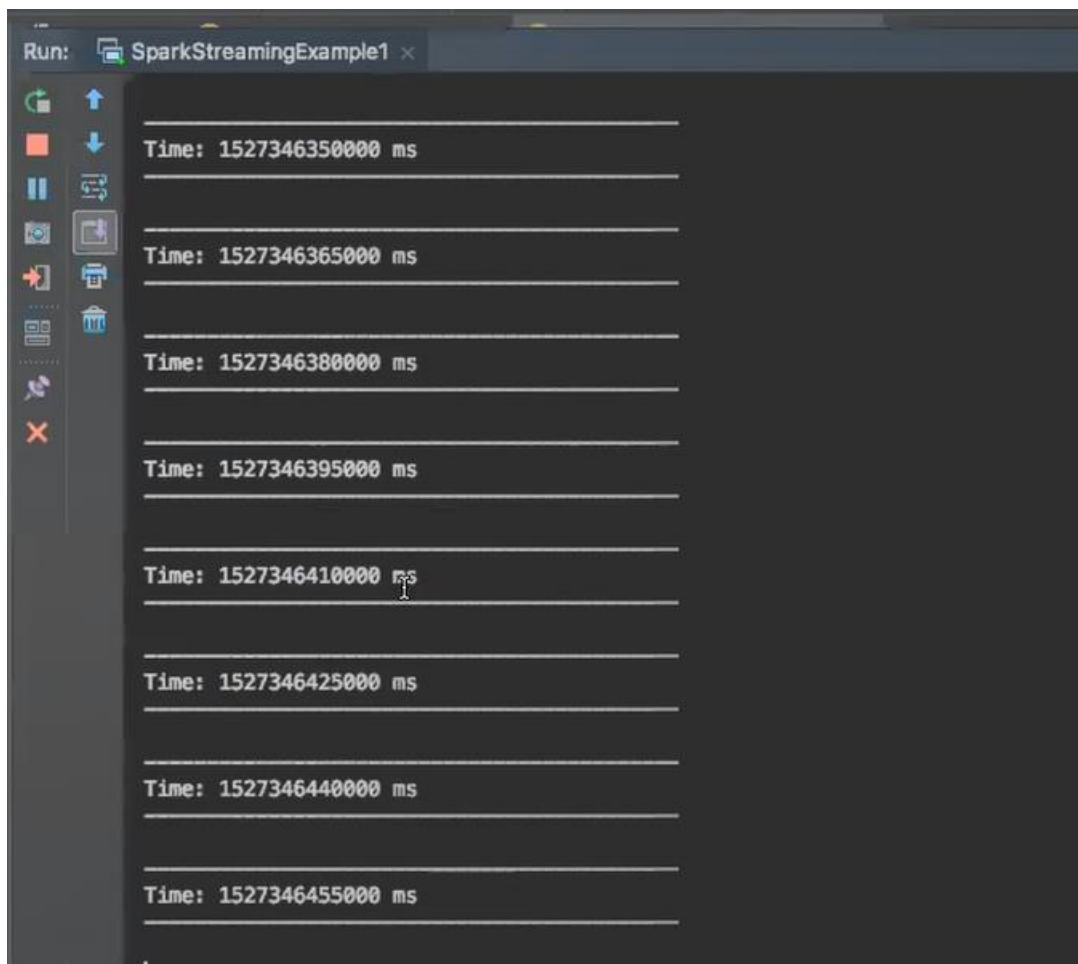 Run: SparkStreamingExample1
Time: 1527346350000 ms
Time: 1527346365000 ms
Time: 1527346380000 ms
Time: 1527346395000 ms
Time: 1527346410000 ms
Time: 1527346425000 ms
Time: 1527346440000 ms
Time: 1527346455000 ms